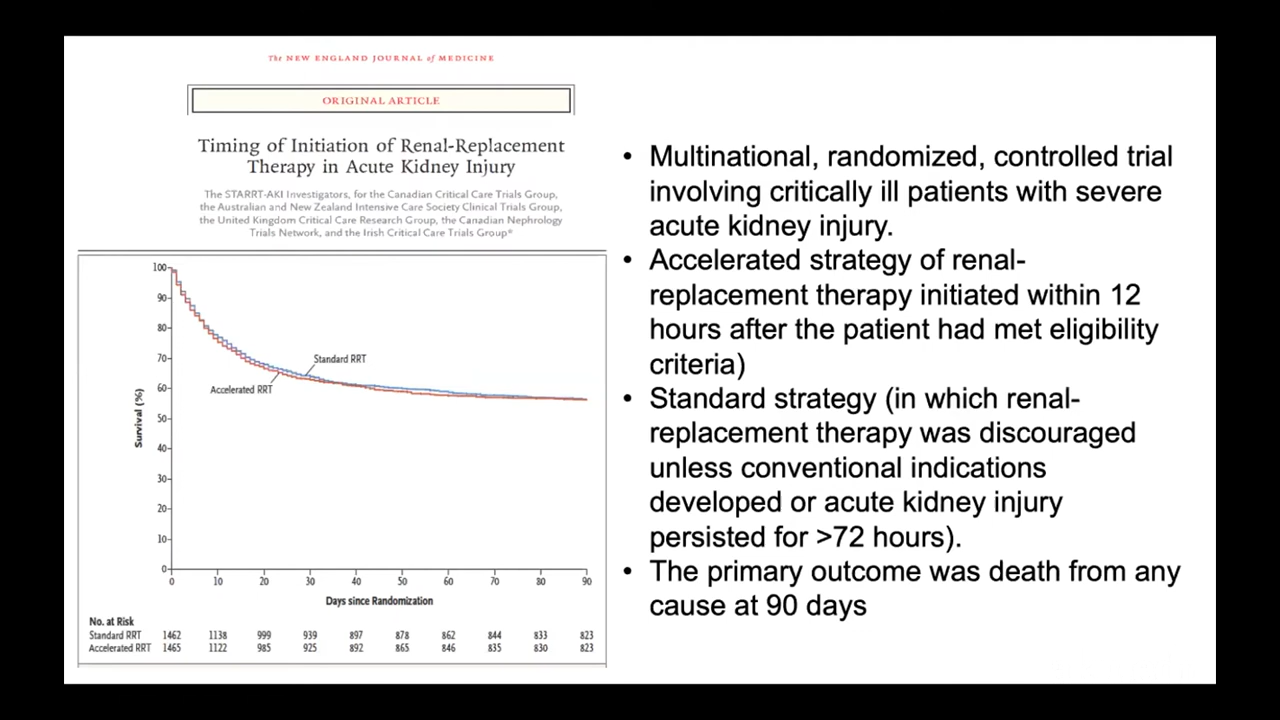 The NEW ENGLAND JOURNAL of MEDICINE
ORIGINAL ARTICLE
Timing of Initiation of Renal-Replacement
Therapy in Acute Kidney Injury
The STARRT-AKI Investigators, for the Canadian Critical Care Trials Group,
the Australian and New Zealand Intensive Care Society Clinical Trials Group,
the United Kingdom Critical Care Research Group, the Canadian Nephrology
Trials Network, and the Irish Critical Care Trials Group*
100
90
80
70
60
50
40
30
20
10
0
Survival (%)
Standard RRT
Accelerated RRT
0 10 20 30 40 50 60 70 80 90
Days since Randomization
No. at Risk
Standard RRT 1462 1138 999 939 897 878 862 844 833 823
Accelerated RRT 1465 1122 985 925 892 865 846 835 830 823
• Multinational, randomized, controlled trial
involving critically ill patients with severe
acute kidney injury.
• Accelerated strategy of renal-
replacement therapy initiated within 12
hours after the patient had met eligibility
criteria)
• Standard strategy (in which renal-
replacement therapy was discouraged
unless conventional indications
developed or acute kidney injury
persisted for >72 hours).
• The primary outcome was death from any
cause at 90 days